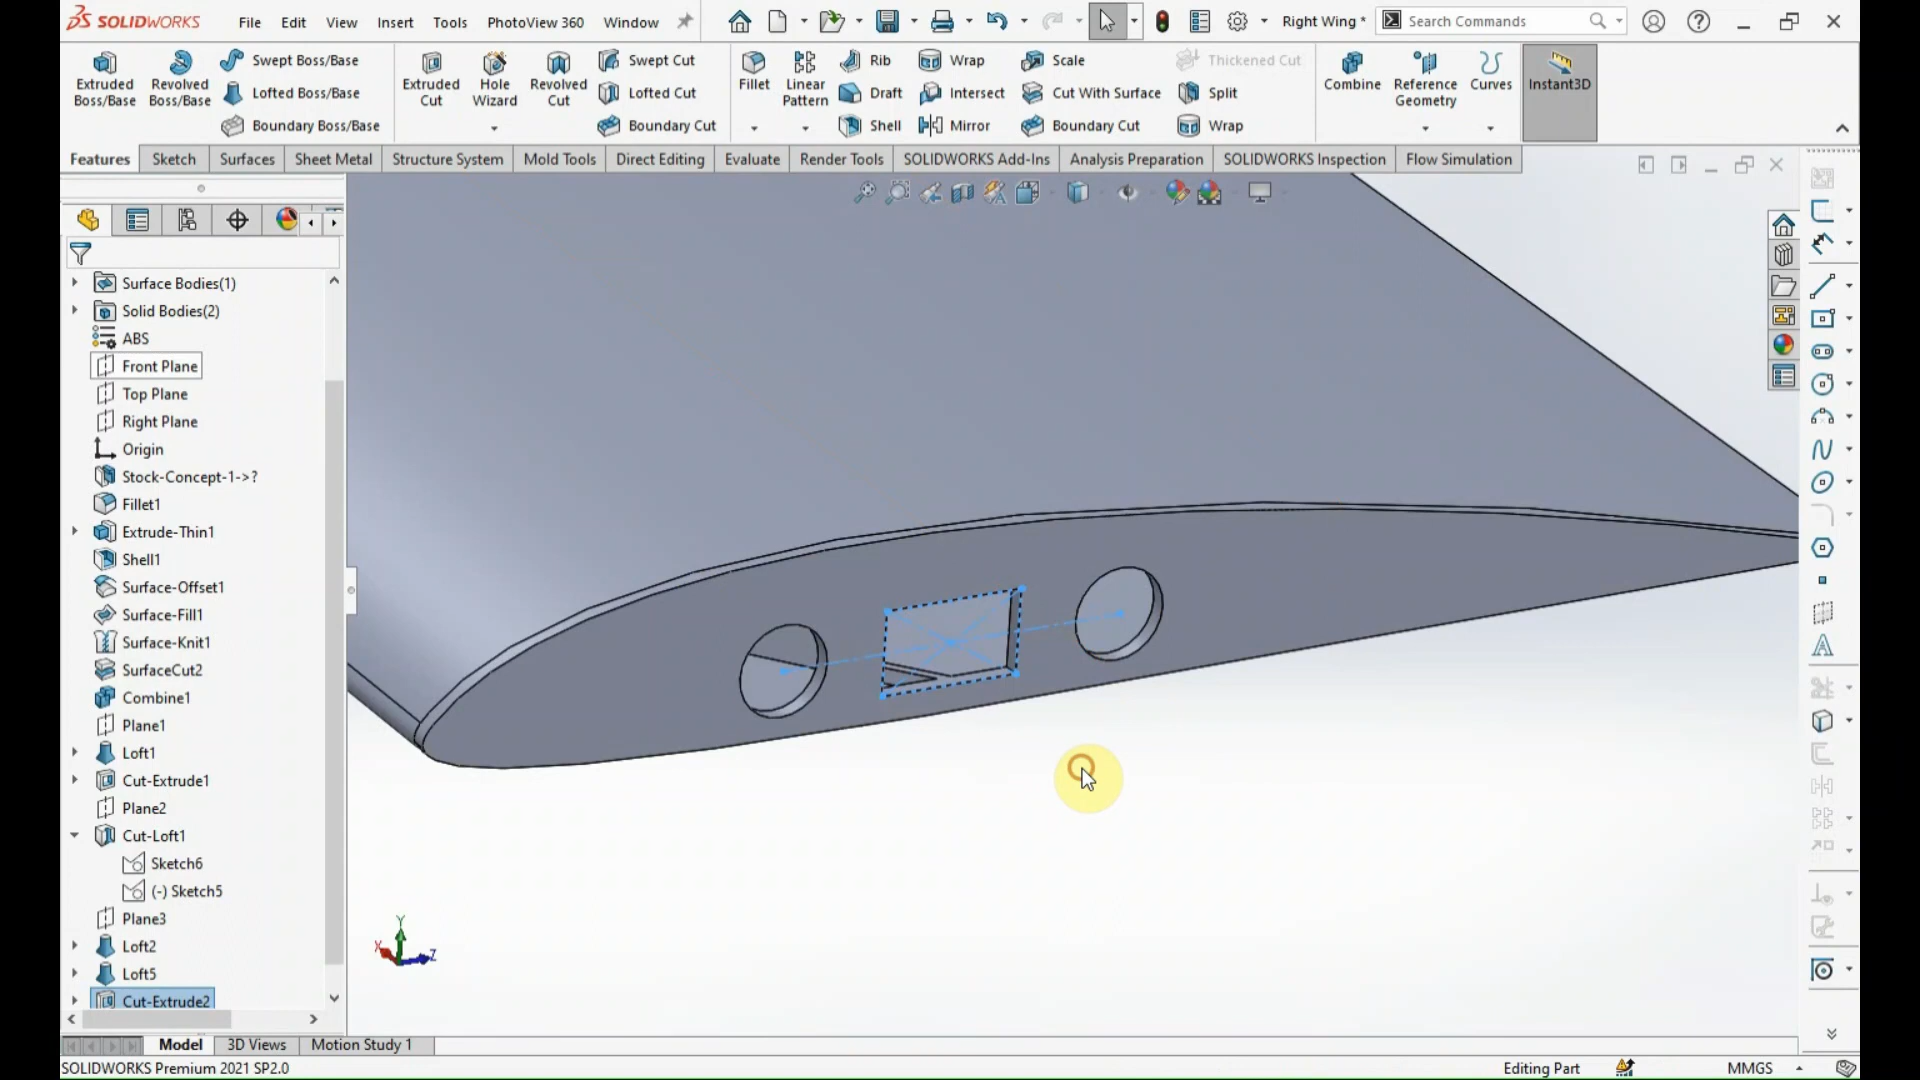 SOLIDWORKS
File Edit View Insert Tools PhotoView 360 Window
Right Wing *
Search Commands
Extruded Boss/Base
Revolved Boss/Base
Swept Boss/Base
Lofted Boss/Base
Boundary Boss/Base
Extruded Cut
Hole Wizard
Revolved Cut
Swept Cut
Lofted Cut
Boundary Cut
Fillet
Linear Pattern
Rib
Draft
Shell
Wrap
Intersect
Mirror
Scale
Cut With Surface
Boundary Cut
Thickened Cut
Split
Wrap
Combine
Reference Geometry
Curves
Instant3D
Features Sketch Surfaces Sheet Metal Structure System Mold Tools Direct Editing Evaluate Render Tools SOLIDWORKS Add-Ins Analysis Preparation SOLIDWORKS Inspection Flow Simulation
Surface Bodies(1)
Solid Bodies(2)
ABS
Front Plane
Top Plane
Right Plane
Origin
Stock-Concept-1->?
Fillet1
Extrude-Thin1
Shell1
Surface-Offset1
Surface-Fill1
Surface-Knit1
SurfaceCut2
Combine1
Plane1
Loft1
Cut-Extrude1
Plane2
Cut-Loft1
Sketch6
(-) Sketch5
Plane3
Loft2
Loft5
Cut-Extrude2
Y
X
Z
Model 3D Views Motion Study 1
SOLIDWORKS Premium 2021 SP2.0
Editing Part
MMGS